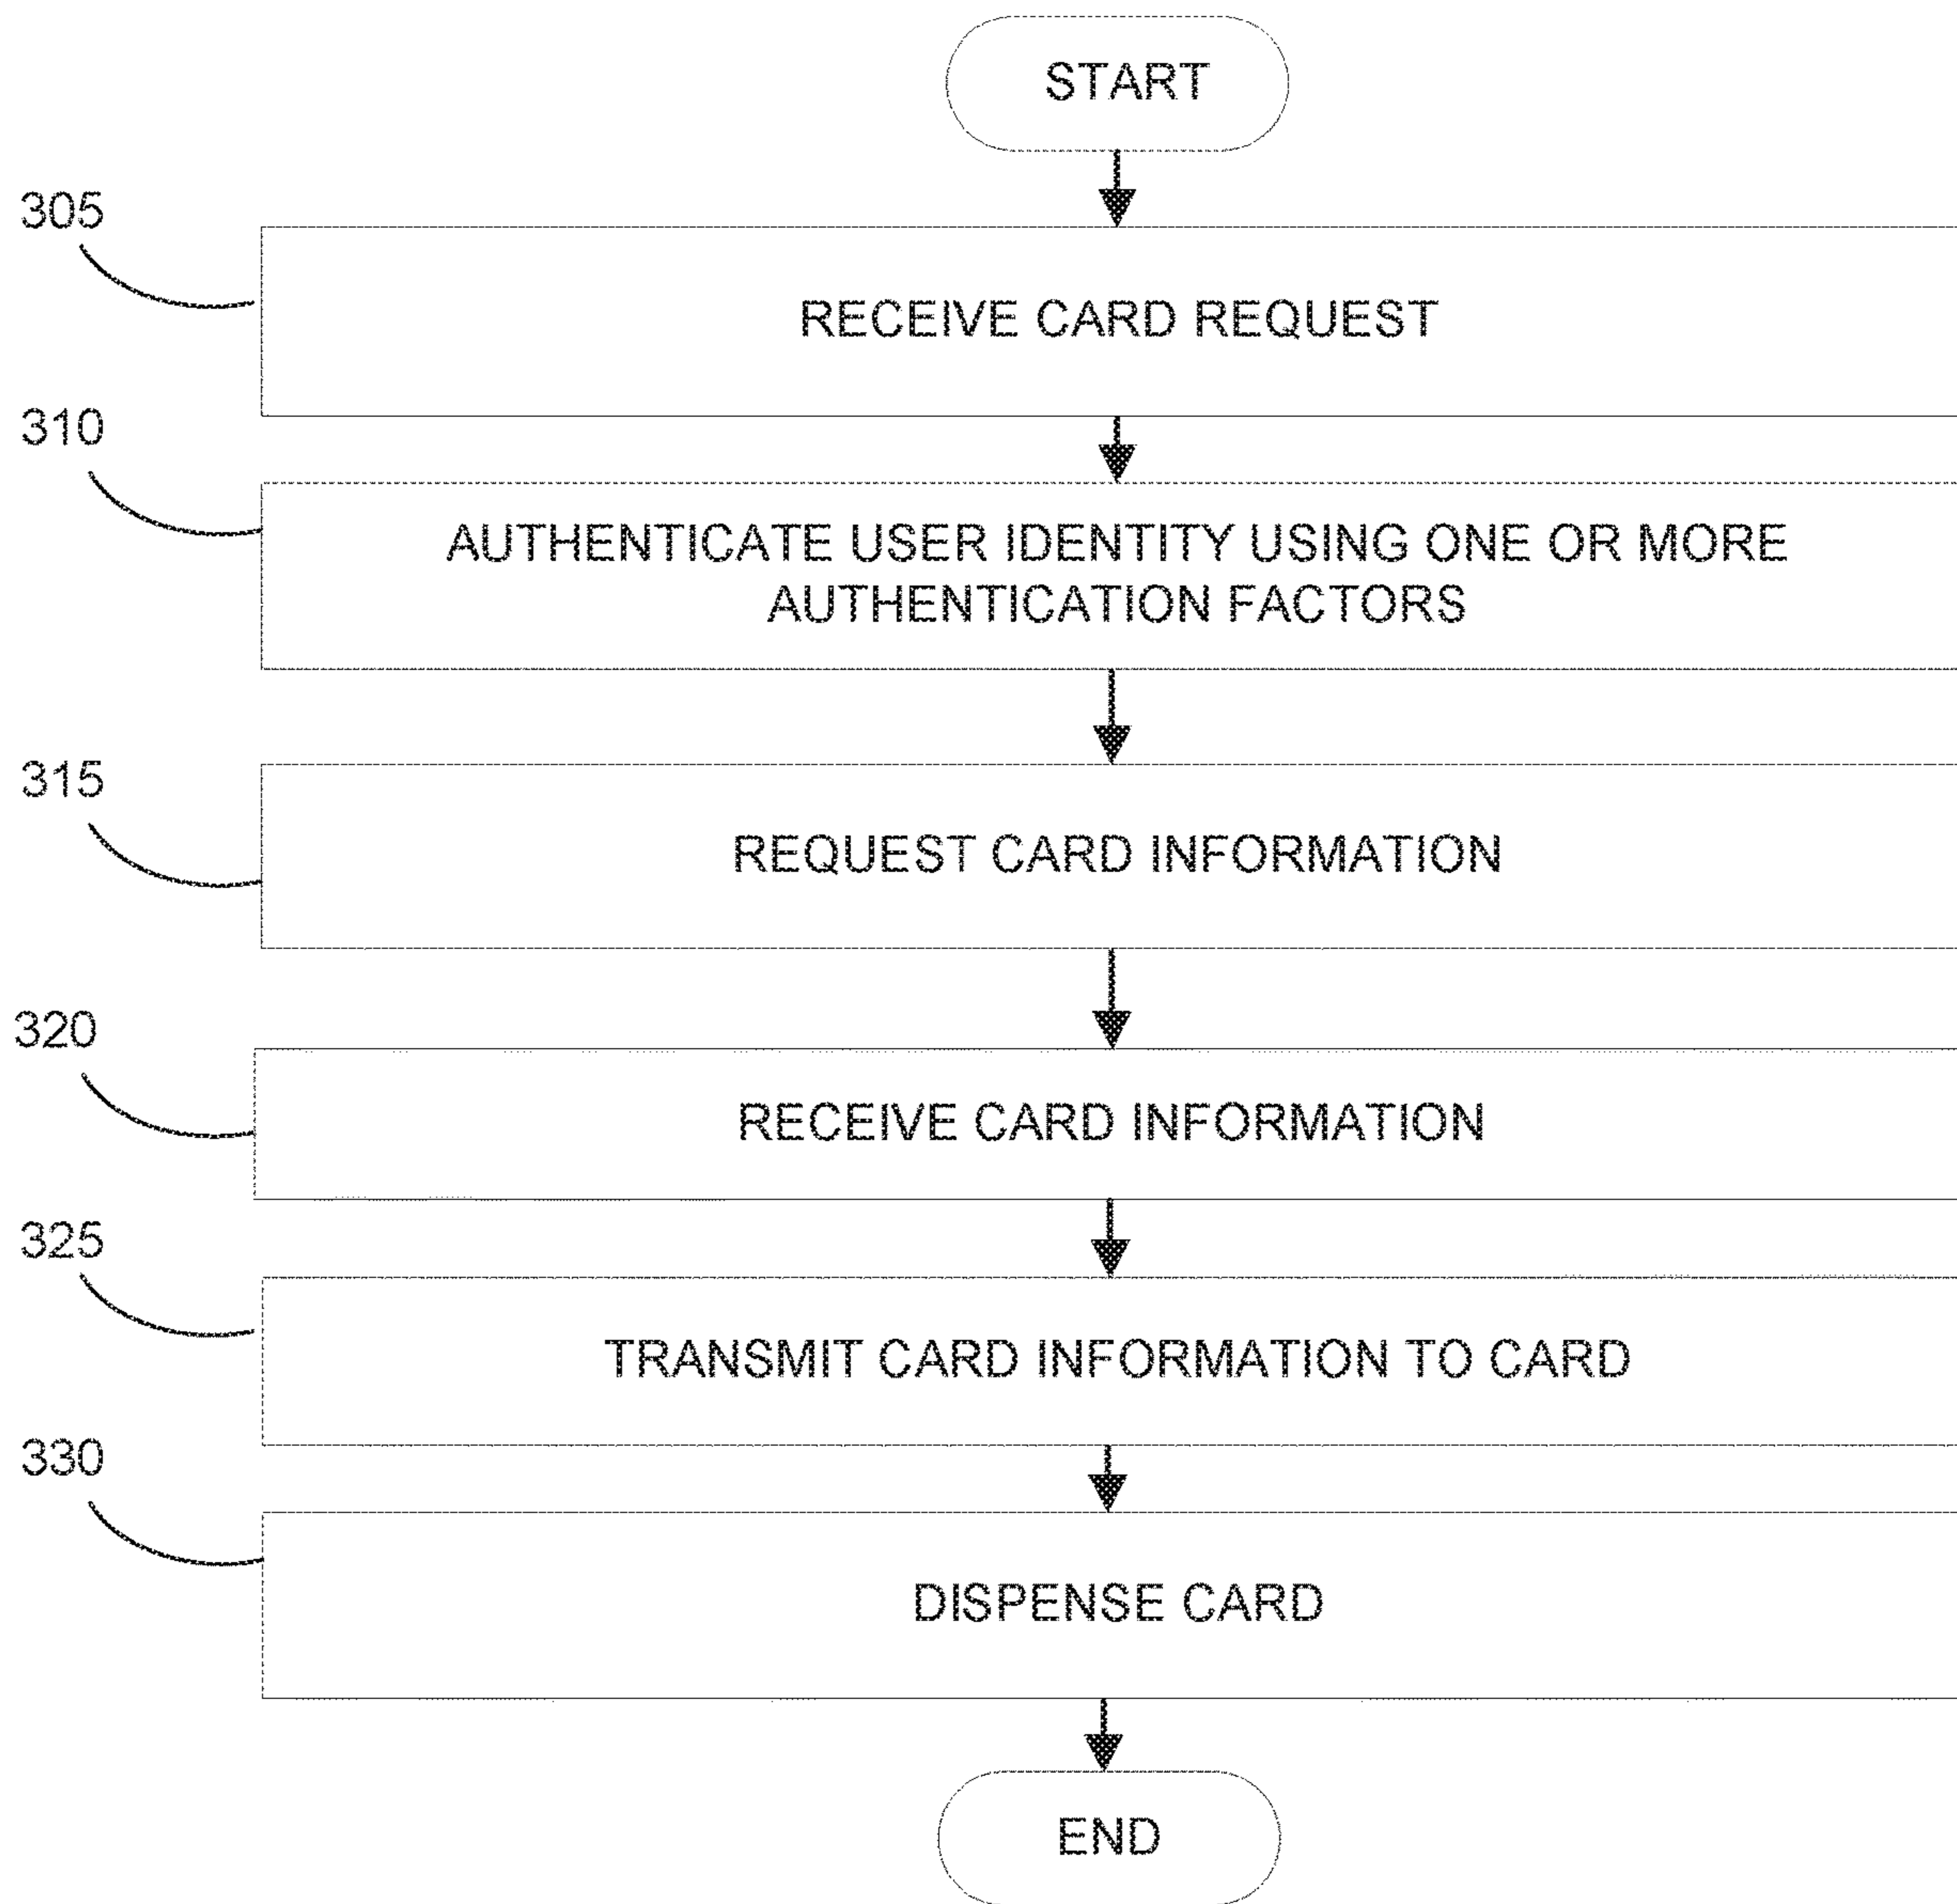 START
305
RECEIVE CARD REQUEST
310
AUTHENTICATE USER IDENTITY USING ONE OR MORE
AUTHENTICATION FACTORS
315
REQUEST CARD INFORMATION
320
RECEIVE CARD INFORMATION
325
TRANSMIT CARD INFORMATION TO CARD
330
DISPENSE CARD
END